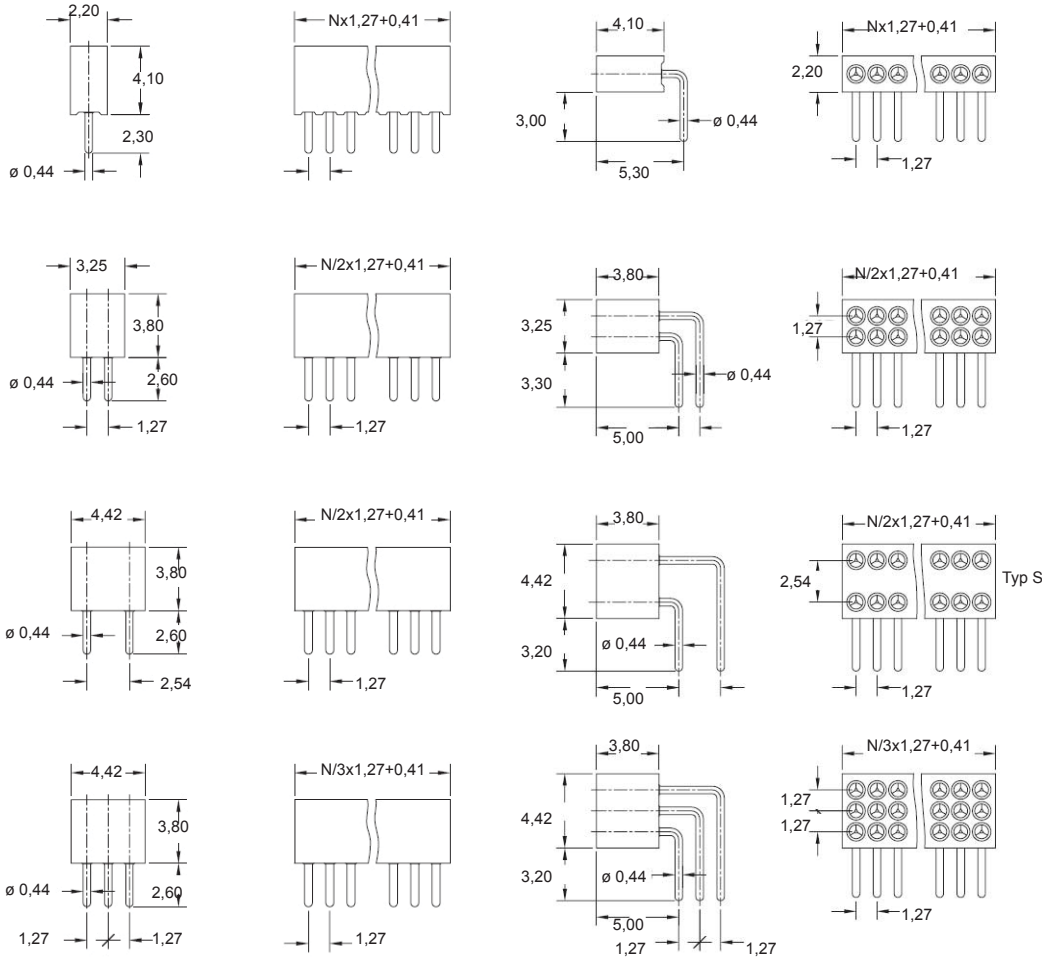 2,20
Nx1,27+0,41
4,10
Nx1,27+0,41
4,10
2,20
2,30
3,00
ø 0,44
ø 0,44
5,30
1,27
3,25
N/2x1,27+0,41
3,80
N/2x1,27+0,41
3,80
3,25
1,27
ø 0,44
2,60
3,30
ø 0,44
1,27
1,27
5,00
1,27
4,42
N/2x1,27+0,41
3,80
N/2x1,27+0,41
3,80
4,42
2,54
Typ S
ø 0,44
2,60
3,20
ø 0,44
2,54
1,27
5,00
1,27
4,42
N/3x1,27+0,41
3,80
N/3x1,27+0,41
3,80
4,42
1,27
1,27
ø 0,44
2,60
3,20
ø 0,44
5,00
1,27
1,27
1,27
1,27
1,27
1,27